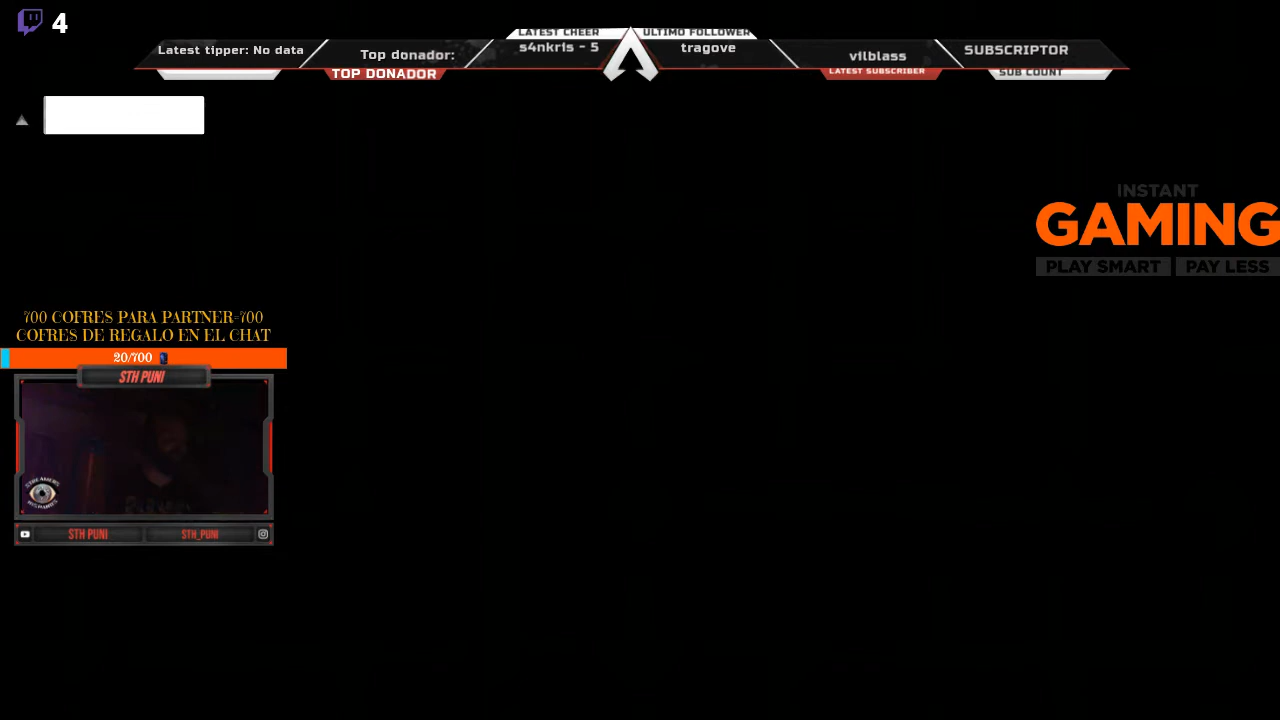 4
LATEST CHEER
ULTIMO FOLLOWER
Latest tipper: No data
Top donador:
s4nkris - 5
tragove
vilblass
SUBSCRIPTOR
TOP DONADOR
LATEST SUBSCRIBER
SUB COUNT
INSTANT
GAMING
PLAY SMART
PAY LESS
700 COFRES PARA PARTNER=700
COFRES DE REGALO EN EL CHAT
20/700
STH PUNI
STH PUNI
STH_PUNI